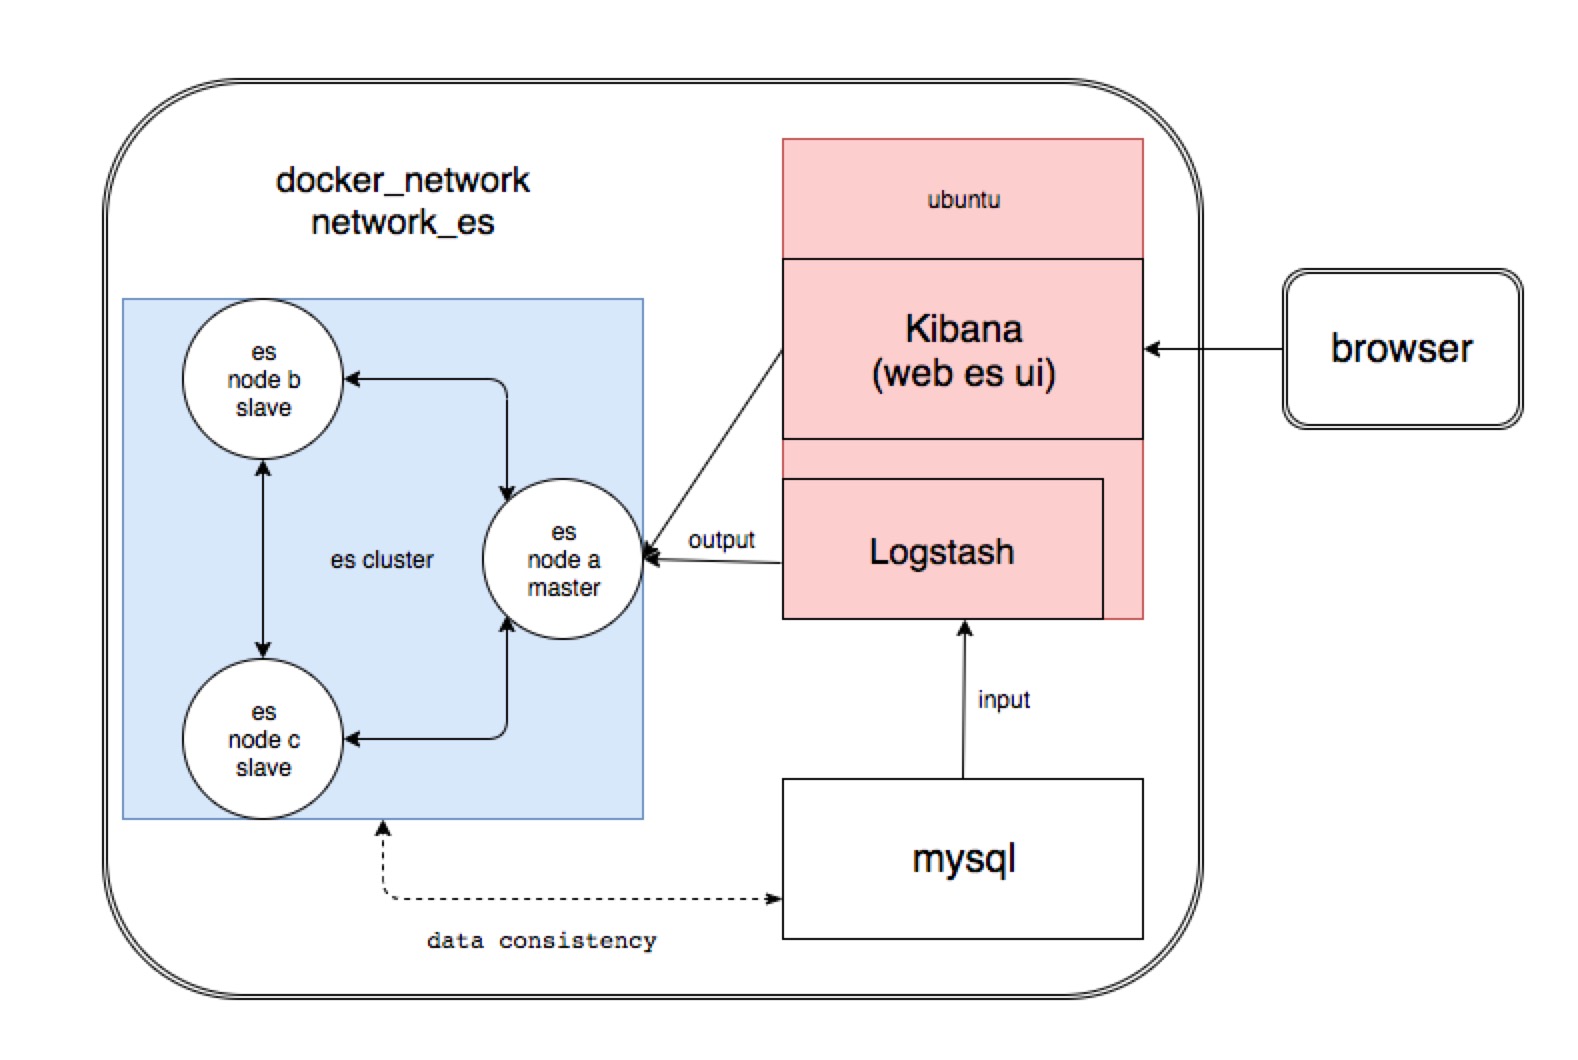 docker_network
network_es
ubuntu
Kibana
(web es ui)
browser
es
node b
slave
es cluster
es
node a
master
output
Logstash
es
node c
slave
input
mysql
data consistency